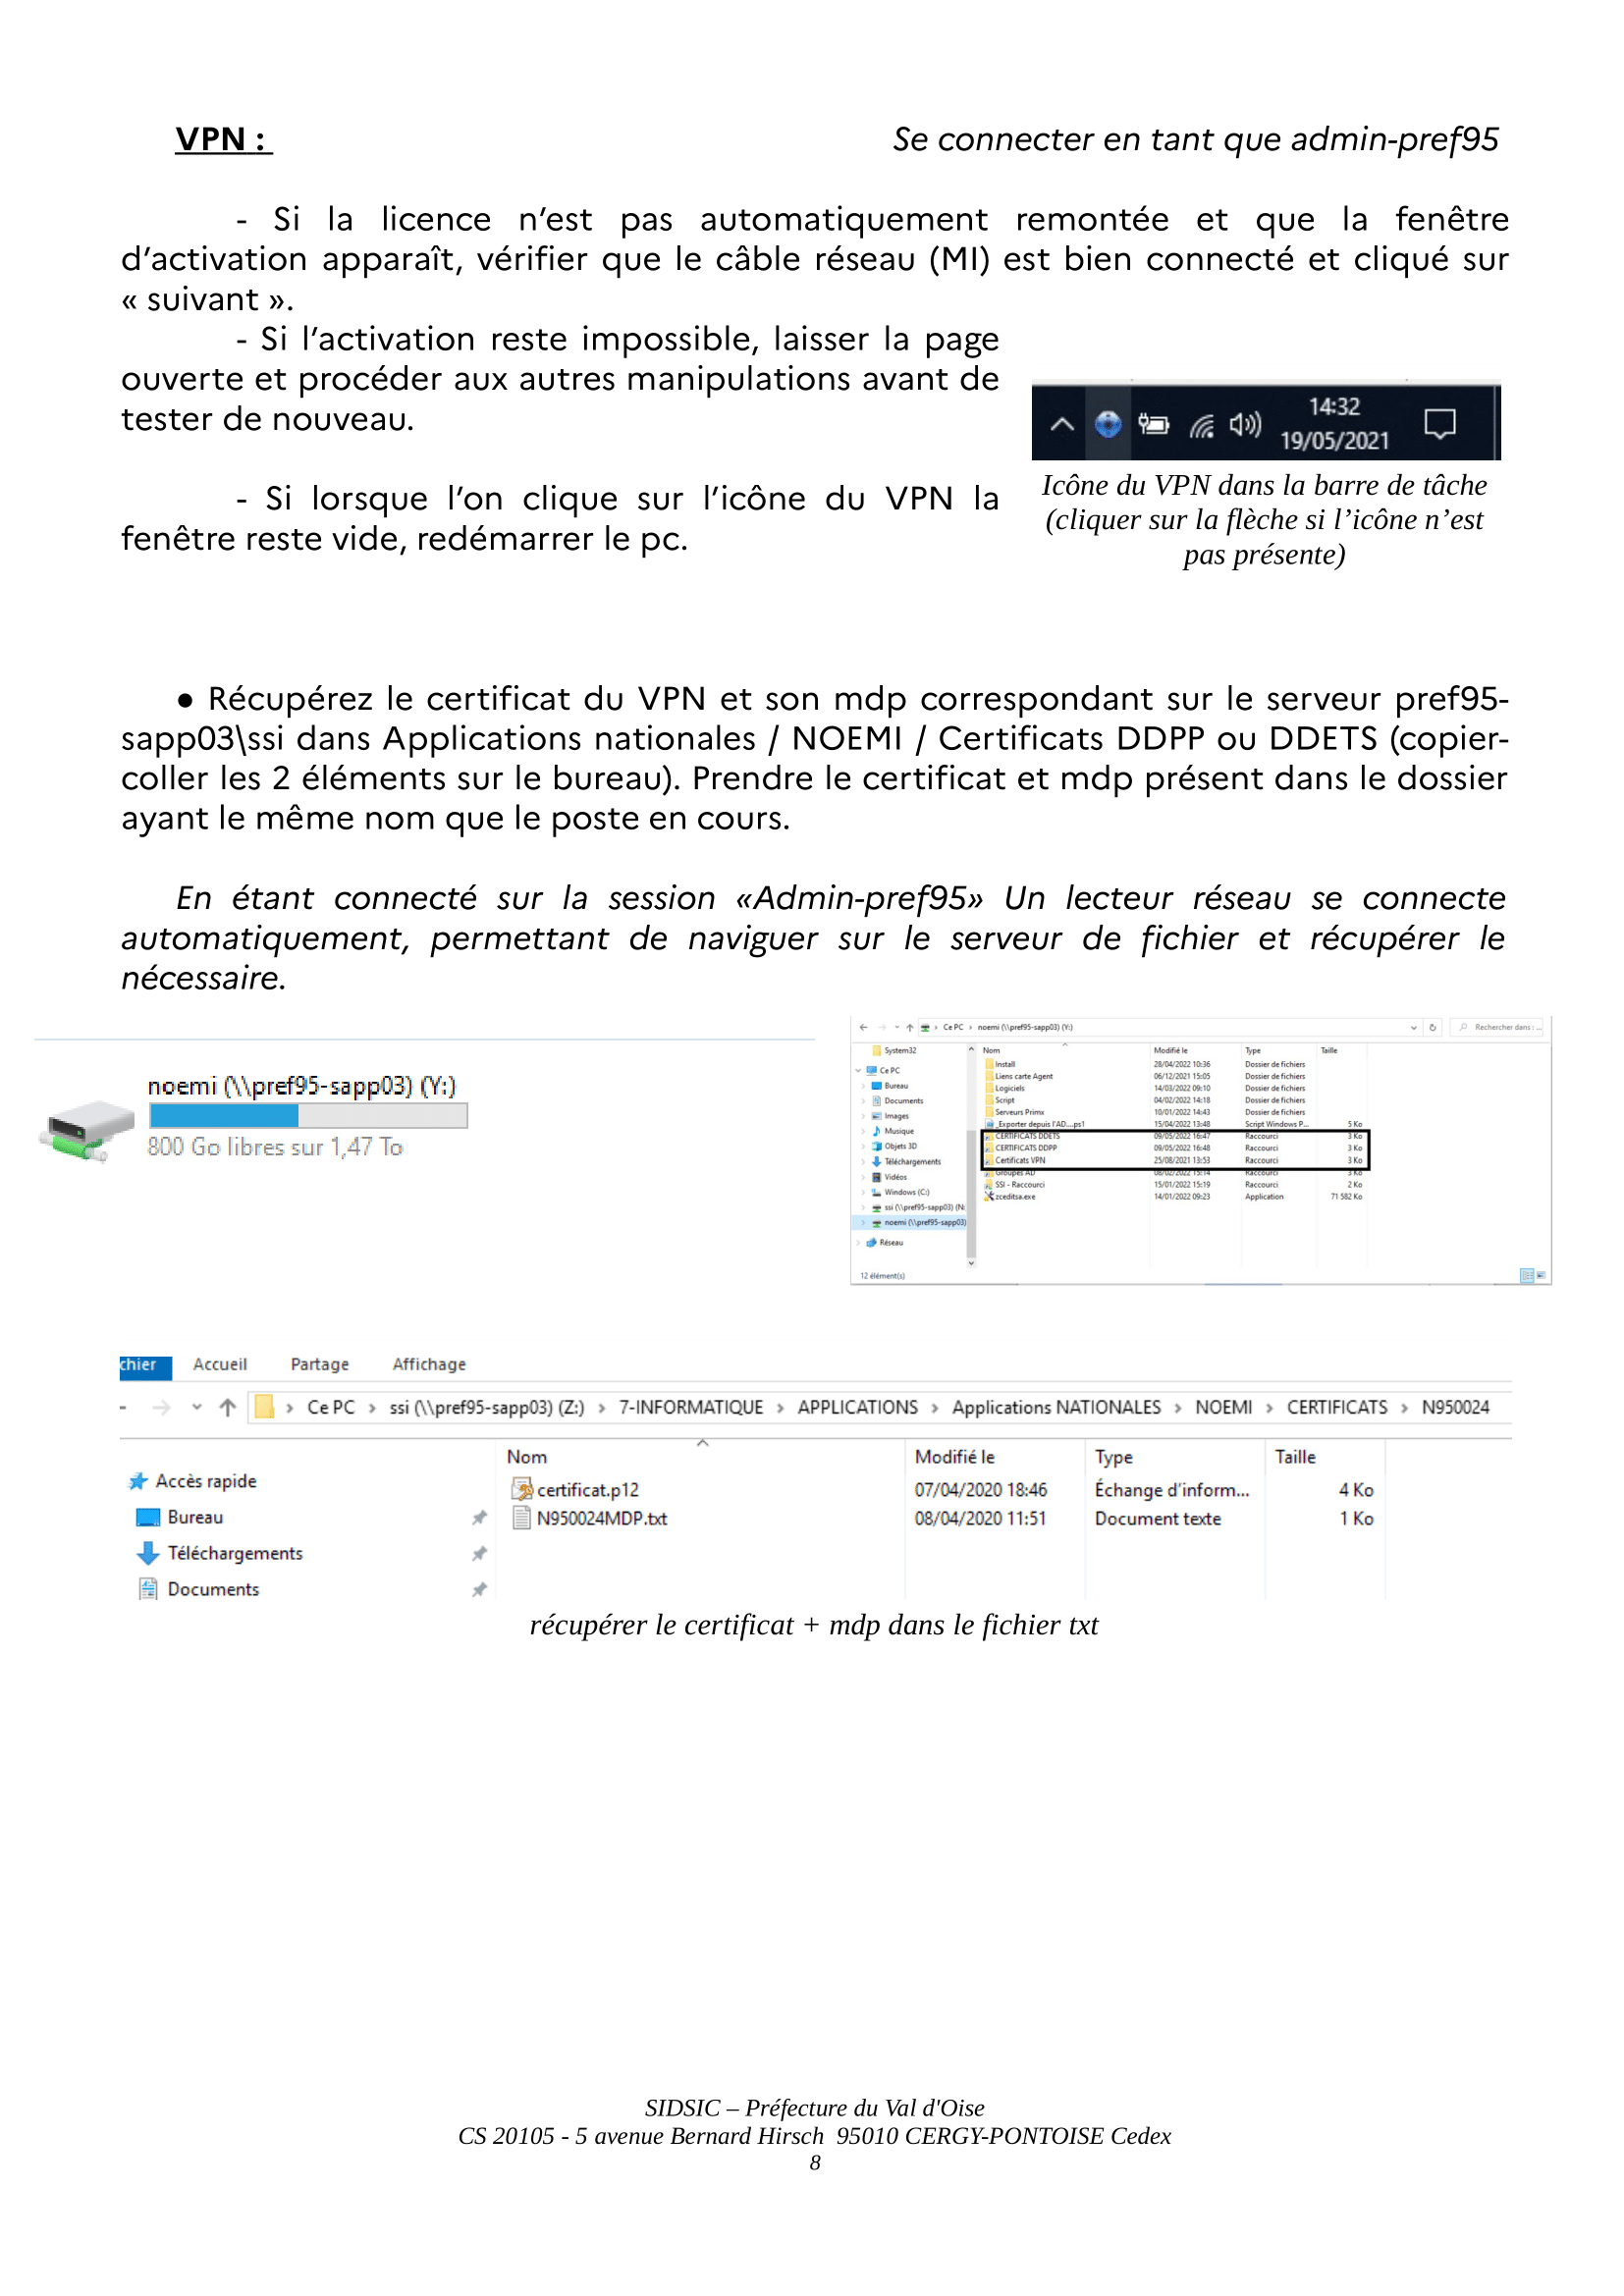 VPN : Se connecter en tant que admin-pref95
- Si la licence n’est pas automatiquement remontée et que la fenêtre
d’activation apparaît, vérifier que le câble réseau (MI) est bien connecté et cliqué sur
« suivant ».
- Si l’activation reste impossible, laisser la page
ouverte et procéder aux autres manipulations avant de
tester de nouveau.
14:32
19/05/2021
Icône du VPN dans la barre de tâche
(cliquer sur la flèche si l’icône n’est
pas présente)
- Si lorsque l’on clique sur l’icône du VPN la
fenêtre reste vide, redémarrer le pc.
● Récupérez le certificat du VPN et son mdp correspondant sur le serveur pref95-
sapp03\ssi dans Applications nationales / NOEMI / Certificats DDPP ou DDETS (copier-
coller les 2 éléments sur le bureau). Prendre le certificat et mdp présent dans le dossier
ayant le même nom que le poste en cours.
En étant connecté sur la session «Admin-pref95» Un lecteur réseau se connecte
automatiquement, permettant de naviguer sur le serveur de fichier et récupérer le
nécessaire.
noemi (\\pref95-sapp03) (Y:)
800 Go libres sur 1,47 To
Ce PC › noemi (\\pref95-sapp03) (Y:) Rechercher dans : ...
System32
Ce PC
Bureau
Documents
Images
Musique
Objets 3D
Téléchargements
Vidéos
Windows (C:)
ssi (\\pref95-sapp03) (N:
noemi (\\pref95-sapp03)
Réseau
Nom Modifié le Type Taille
Install 28/04/2022 10:36 Dossier de fichiers
Liens carte Agent 06/12/2021 15:05 Dossier de fichiers
Logiciels 14/03/2022 09:10 Dossier de fichiers
Script 04/02/2022 14:18 Dossier de fichiers
Serveurs Primx 10/01/2022 14:43 Dossier de fichiers
_Exporter depuis l'AD....ps1 15/04/2022 13:48 Script Windows P... 5 Ko
CERTIFICATS DDETS 09/05/2022 16:47 Raccourci 3 Ko
CERTIFICATS DDPP 09/05/2022 16:48 Raccourci 3 Ko
Certificats VPN 25/08/2021 13:53 Raccourci 3 Ko
Groupes AD 08/02/2022 15:14 Raccourci 3 Ko
SSI - Raccourci 15/01/2022 15:19 Raccourci 2 Ko
zceditsa.exe 14/01/2022 09:23 Application 71 582 Ko
12 élément(s)
chier Accueil Partage Affichage
Ce PC › ssi (\\pref95-sapp03) (Z:) › 7-INFORMATIQUE › APPLICATIONS › Applications NATIONALES › NOEMI › CERTIFICATS › N950024
Nom Modifié le Type Taille
Accès rapide
Bureau
Téléchargements
Documents
certificat.p12 07/04/2020 18:46 Échange d’inform... 4 Ko
N950024MDP.txt 08/04/2020 11:51 Document texte 1 Ko
récupérer le certificat + mdp dans le fichier txt
SIDSIC – Préfecture du Val d'Oise
CS 20105 - 5 avenue Bernard Hirsch 95010 CERGY-PONTOISE Cedex
8